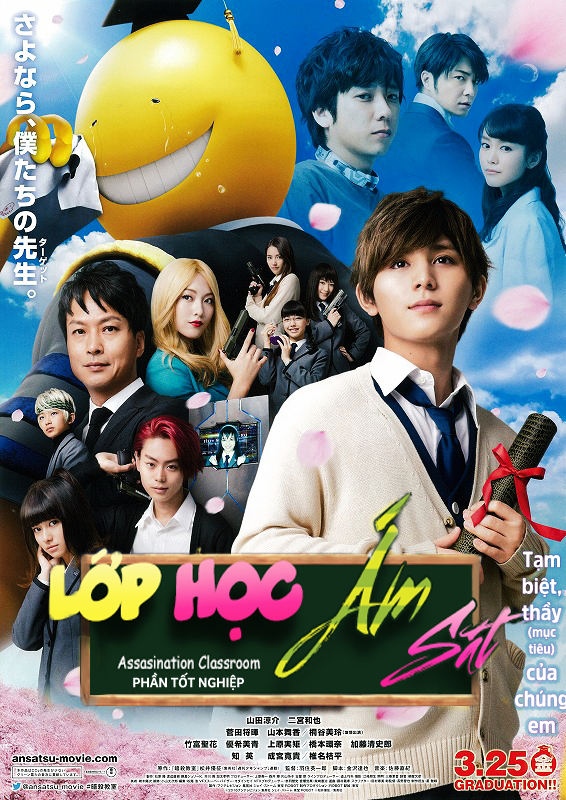 さよなら、僕たちの先生。
ターゲット
LỚP HỌC
Ám
Sát
Assasination Classroom
PHẦN TỐT NGHIỆP
Tạm
biệt,
thầy
(mục
tiêu)
của
chúng
em
山田涼介 二宮和也
菅田将暉 山本舞香 桐谷美玲
竹富聖花 優希美青 上原実矩 橋本環奈 加藤清史郎
知英 成宮寛貴 椎名桔平
ansatsu-movie.com
@ansatsu_movie #暗殺教室
3.25 金
GRADUATION!!